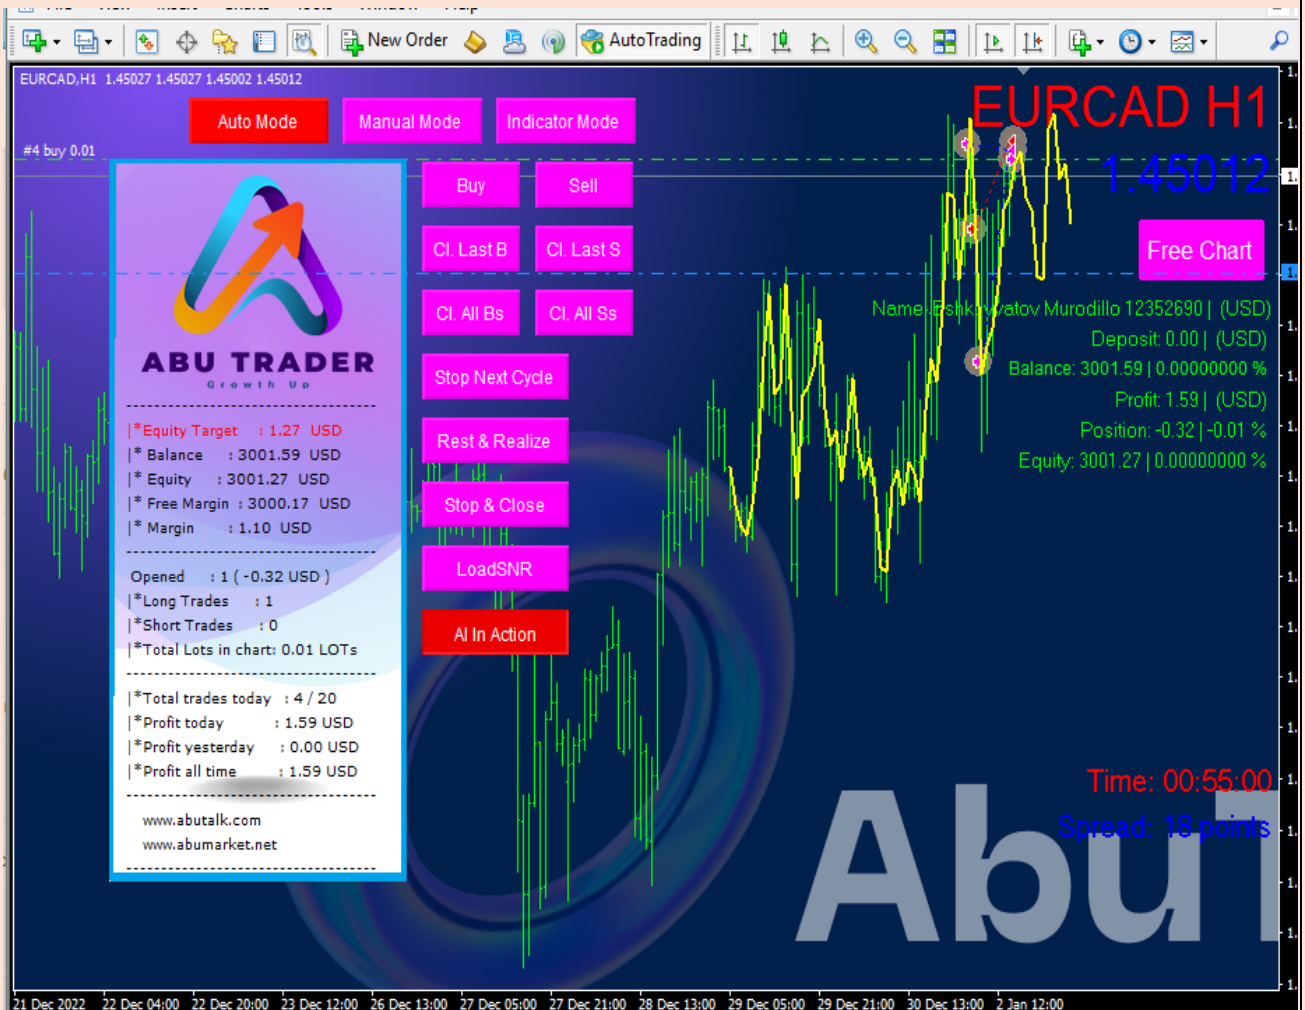 New Order
AutoTrading
EURCAD,H1 1.45027 1.45027 1.45002 1.45012
EURCAD H1
1.45012
Auto Mode
Manual Mode
Indicator Mode
#4 buy 0.01
Buy
Sell
Cl. Last B
Cl. Last S
Cl. All Bs
Cl. All Ss
Stop Next Cycle
Rest & Realize
Stop & Close
LoadSNR
AI In Action
Free Chart
Murodillo 12352690 | (USD)
Deposit: 0.00 | (USD)
Balance: 3001.59 | 0.00000000 %
Profit: 1.59 | (USD)
Position: -0.32 | -0.01 %
Equity: 3001.27 | 0.00000000 %
ABU TRADER
Growth Up
---------------------------------------
|*Equity Target : 1.27 USD
|* Balance : 3001.59 USD
|* Equity : 3001.27 USD
|* Free Margin : 3000.17 USD
|* Margin : 1.10 USD
---------------------------------------
Opened : 1 ( -0.32 USD )
|*Long Trades : 1
|*Short Trades : 0
|*Total Lots in chart: 0.01 LOTs
---------------------------------------
|*Total trades today : 4 / 20
|*Profit today : 1.59 USD
|*Profit yesterday : 0.00 USD
|*Profit all time : 1.59 USD
---------------------------------------
www.abutalk.com
www.abumarket.net
---------------------------------------
Time: 00:55:00
Spread: 18 points
AbuT
21 Dec 2022 22 Dec 04:00 22 Dec 20:00 23 Dec 12:00 26 Dec 13:00 27 Dec 05:00 27 Dec 21:00 28 Dec 13:00 29 Dec 05:00 29 Dec 21:00 30 Dec 13:00 2 Jan 12:00